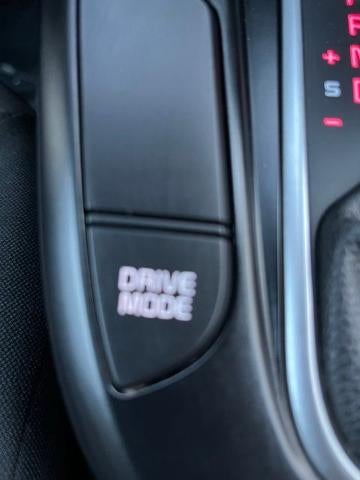 R
+ N
S D
-
DRIVE
MODE